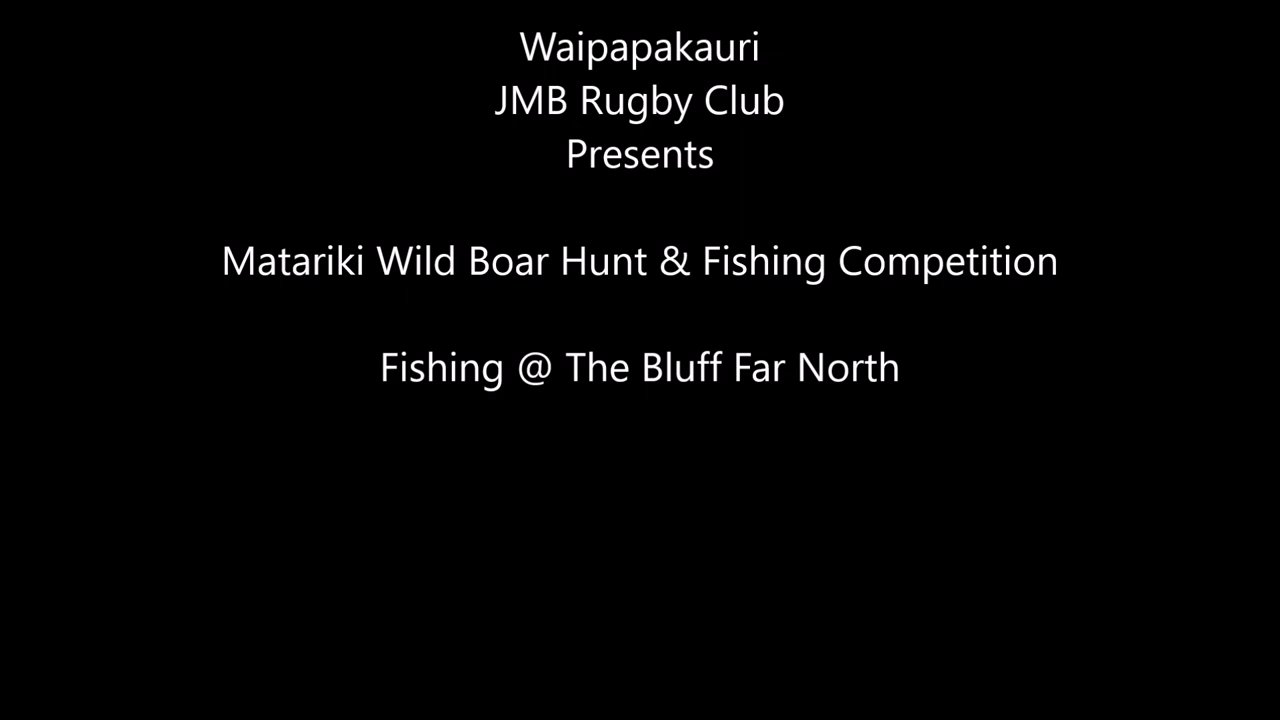 Waipapakauri
JMB Rugby Club
Presents
Matariki Wild Boar Hunt & Fishing Competition
Fishing @ The Bluff Far North